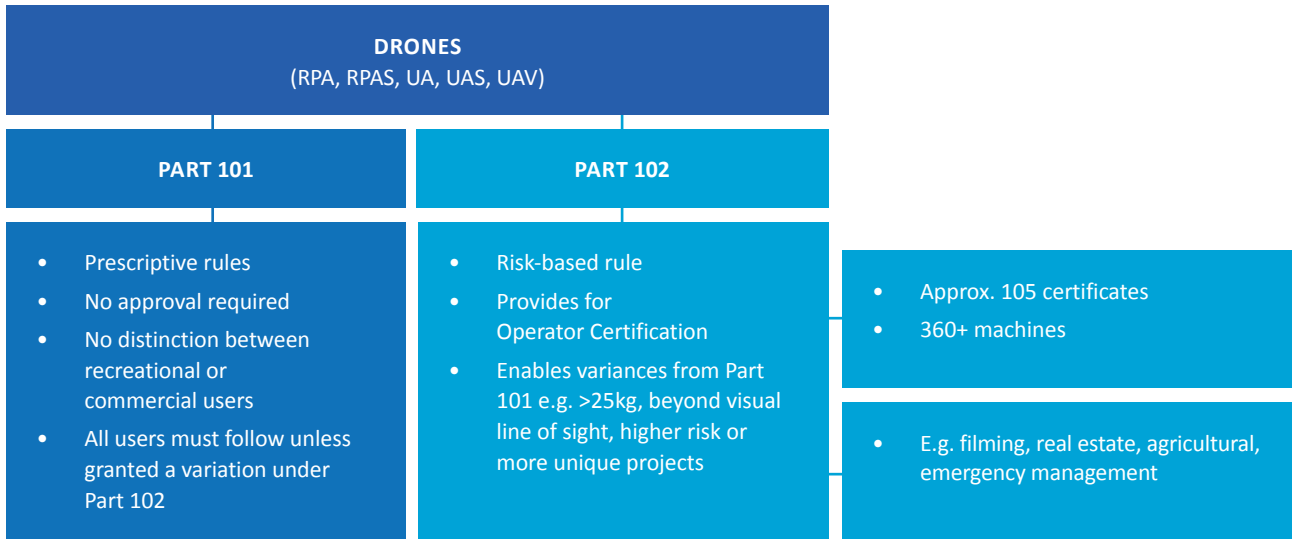 DRONES
(RPA, RPAS, UA, UAS, UAV)
PART 101
PART 102
• Prescriptive rules
• No approval required
• No distinction between
recreational or
commercial users
• All users must follow unless
granted a variation under
Part 102
• Risk-based rule
• Provides for
Operator Certification
• Enables variances from Part
101 e.g. >25kg, beyond visual
line of sight, higher risk or
more unique projects
• Approx. 105 certificates
• 360+ machines
• E.g. filming, real estate, agricultural,
emergency management